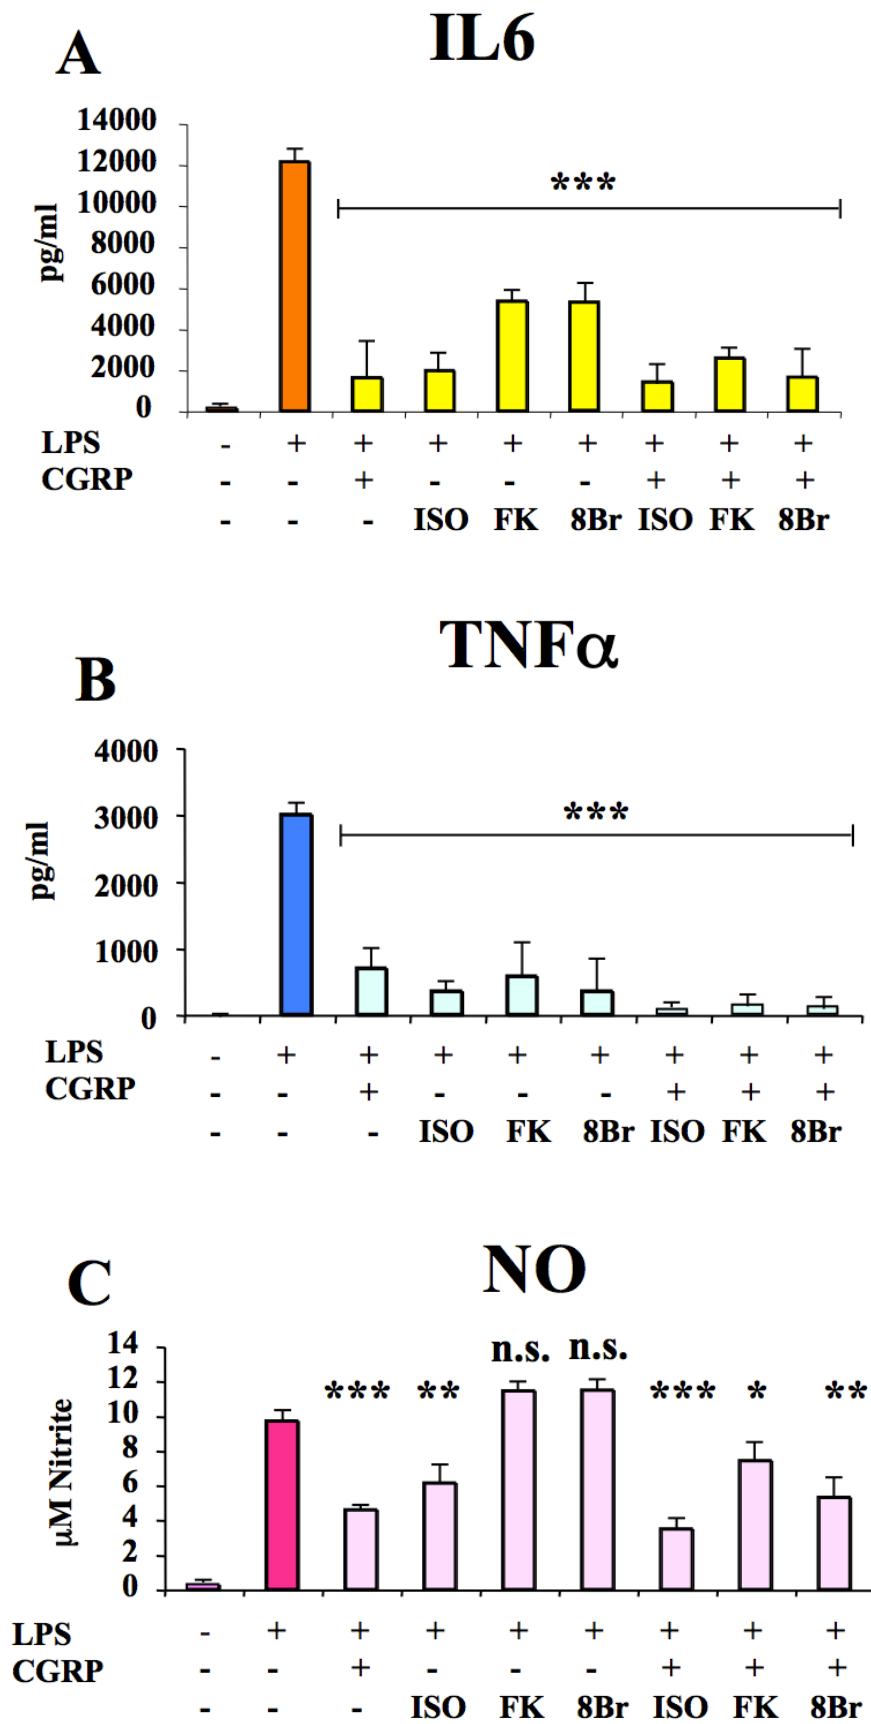 IL6
A
14000
12000
10000
8000
6000
4000
2000
0
pg/ml
***
LPS - + + + + + + + +
CGRP - - + - - - + + +
- - - ISO FK 8Br ISO FK 8Br
TNFα
B
4000
3000
2000
1000
0
pg/ml
***
LPS - + + + + + + + +
CGRP - - + - - - + + +
- - - ISO FK 8Br ISO FK 8Br
NO
C
14
12
10
8
6
4
2
0
µM Nitrite
n.s. n.s.
*** ** *** * **
LPS - + + + + + + + +
CGRP - - + - - - + + +
- - - ISO FK 8Br ISO FK 8Br